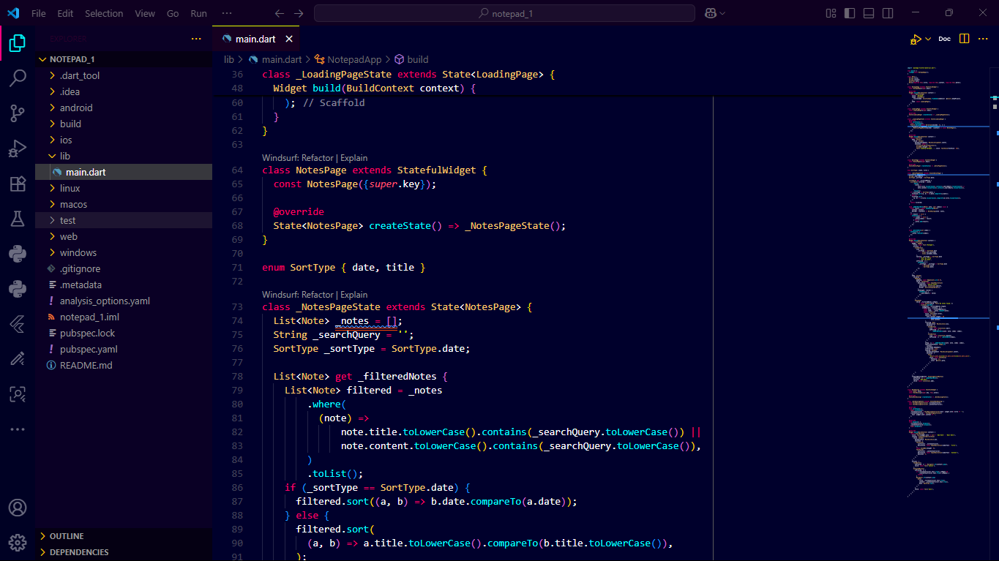 File Edit Selection View Go Run ··· notepad_1
EXPLORER
NOTEPAD_1
.dart_tool
.idea
android
build
ios
lib
main.dart
linux
macos
test
web
windows
.gitignore
.metadata
analysis_options.yaml
notepad_1.iml
pubspec.lock
pubspec.yaml
README.md
OUTLINE
DEPENDENCIES
main.dart
Doc
lib > main.dart > NotepadApp > build
36 class _LoadingPageState extends State<LoadingPage> {
48 Widget build(BuildContext context) {
60 ); // Scaffold
61 }
62 }
63
Windsurf: Refactor | Explain
64 class NotesPage extends StatefulWidget {
65 const NotesPage({super.key});
66
67 @override
68 State<NotesPage> createState() => _NotesPageState();
69 }
70
71 enum SortType { date, title }
72
Windsurf: Refactor | Explain
73 class _NotesPageState extends State<NotesPage> {
74 List<Note> _notes = [];
75 String _searchQuery = '';
76 SortType _sortType = SortType.date;
77
78 List<Note> get _filteredNotes {
79 List<Note> filtered = _notes
80 .where(
81 (note) =>
82 note.title.toLowerCase().contains(_searchQuery.toLowerCase()) ||
83 note.content.toLowerCase().contains(_searchQuery.toLowerCase()),
84 )
85 .toList();
86 if (_sortType == SortType.date) {
87 filtered.sort((a, b) => b.date.compareTo(a.date));
88 } else {
89 filtered.sort(
90 (a, b) => a.title.toLowerCase().compareTo(b.title.toLowerCase()),
91 );